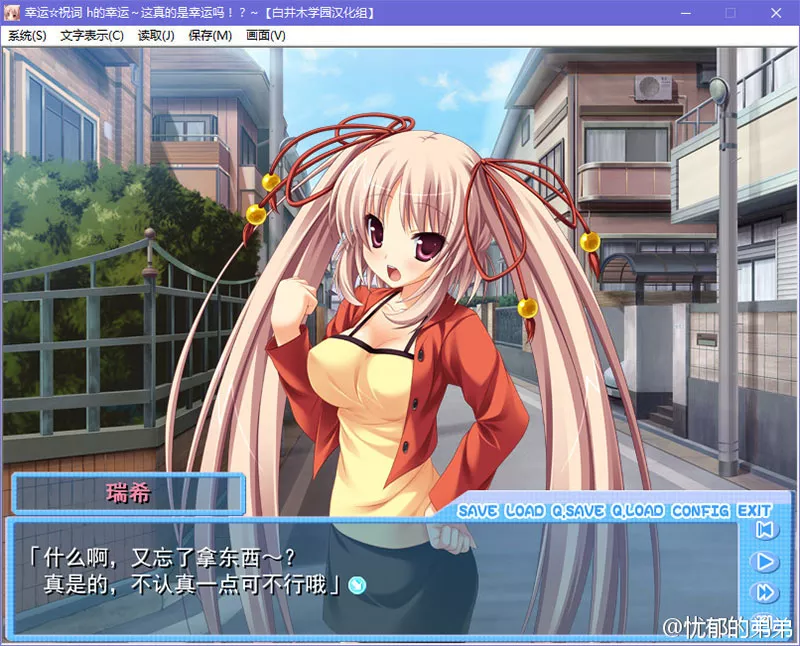 幸运☆祝词 h的幸运～这真的是幸运吗！？～【白井木学园汉化组】
系统(S) 文字表示(C) 读取(J) 保存(M) 画面(V)
瑞希
SAVE LOAD Q.SAVE Q.LOAD CONFIG EXIT
「什么啊，又忘了拿东西～？
真是的，不认真一点可不行哦」
@忧郁的弟弟